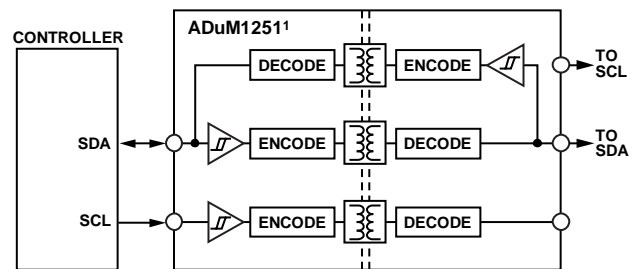 CONTROLLER
ADuM1251¹
DECODE
ENCODE
TO
SCL
SDA
ENCODE
DECODE
TO
SDA
SCL
ENCODE
DECODE